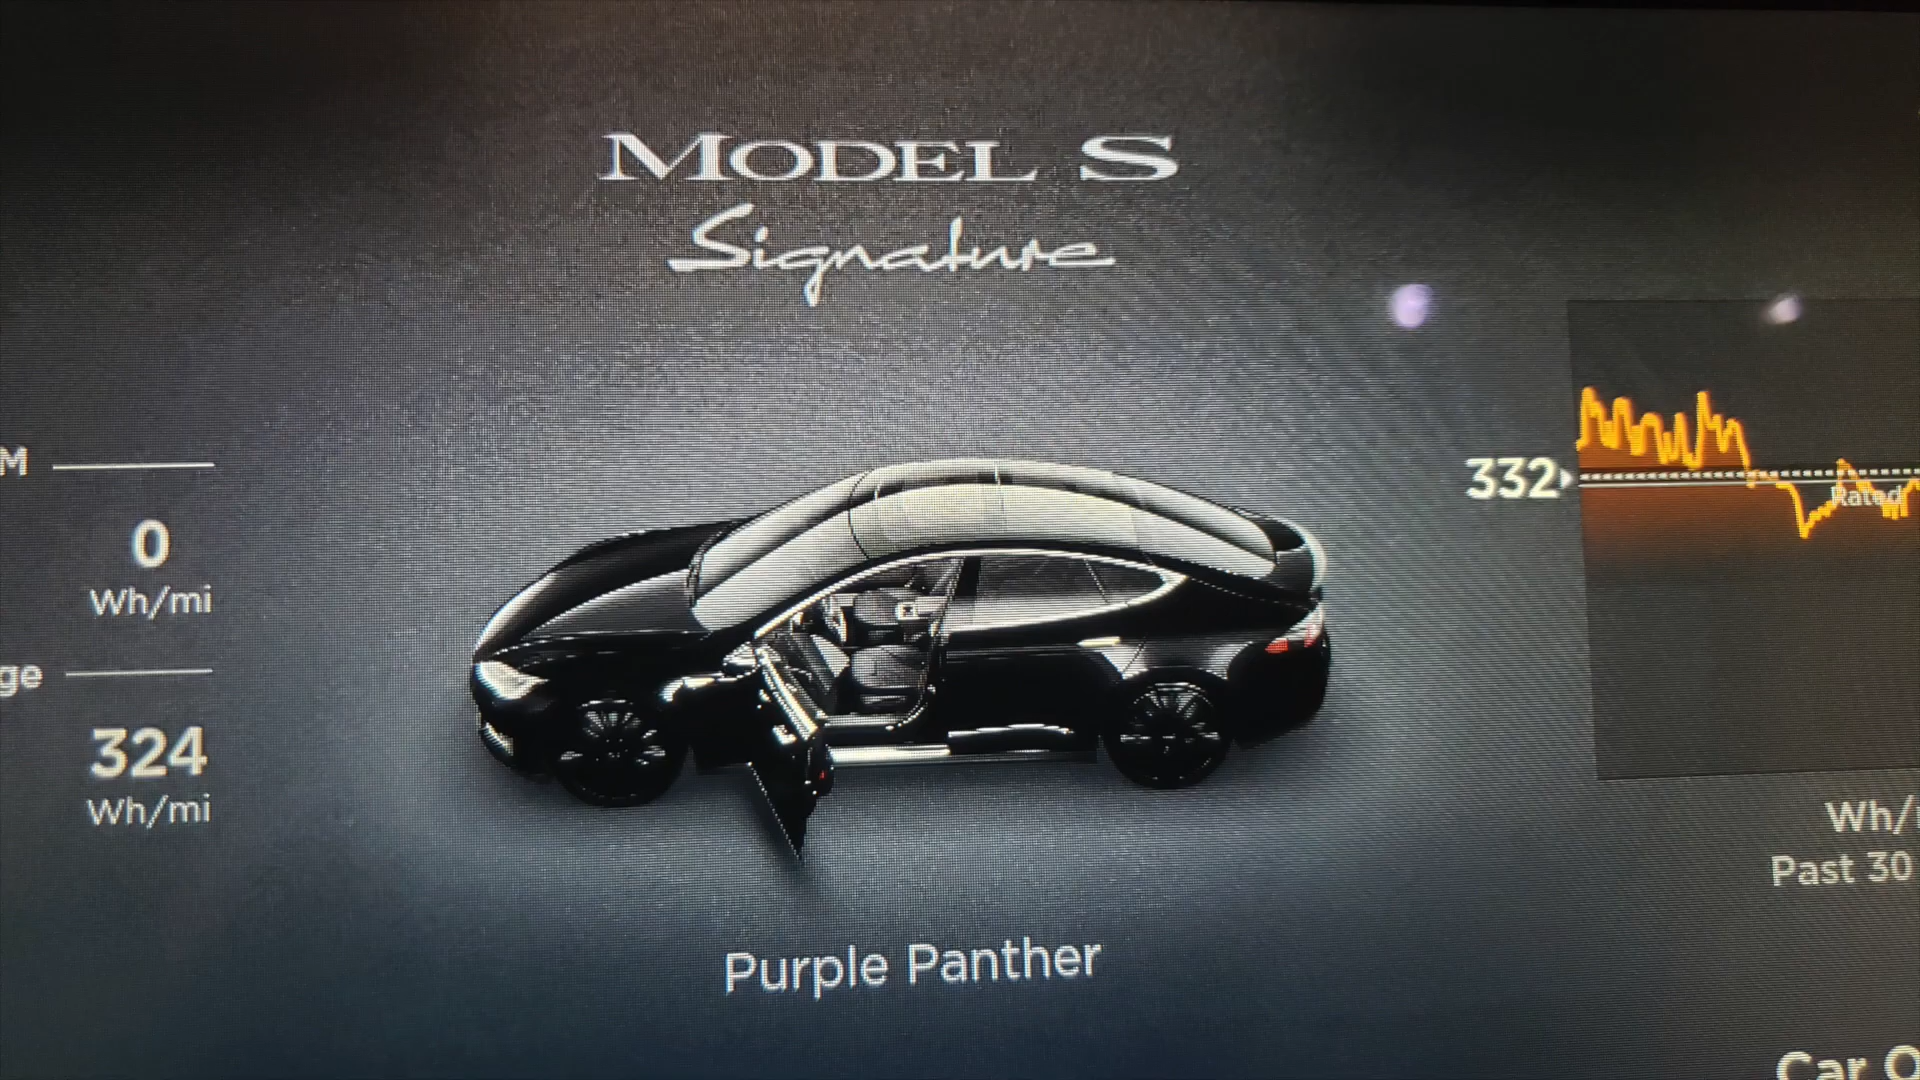 MODEL S
Signature
M
0
Wh/mi
ge
324
Wh/mi
332
Rated
Wh/
Past 30
Purple Panther
Car